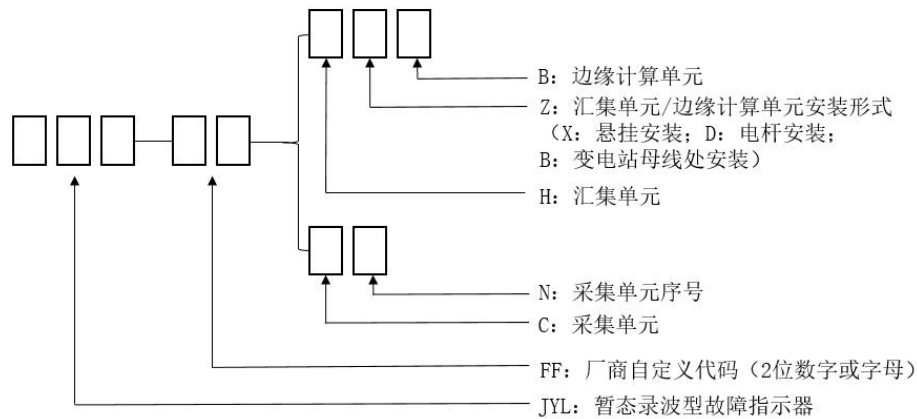 B：边缘计算单元
Z：汇集单元/边缘计算单元安装形式
（X：悬挂安装；D：电杆安装；
B：变电站母线处安装）
H：汇集单元
N：采集单元序号
C：采集单元
FF：厂商自定义代码（2位数字或字母）
JYL：暂态录波型故障指示器